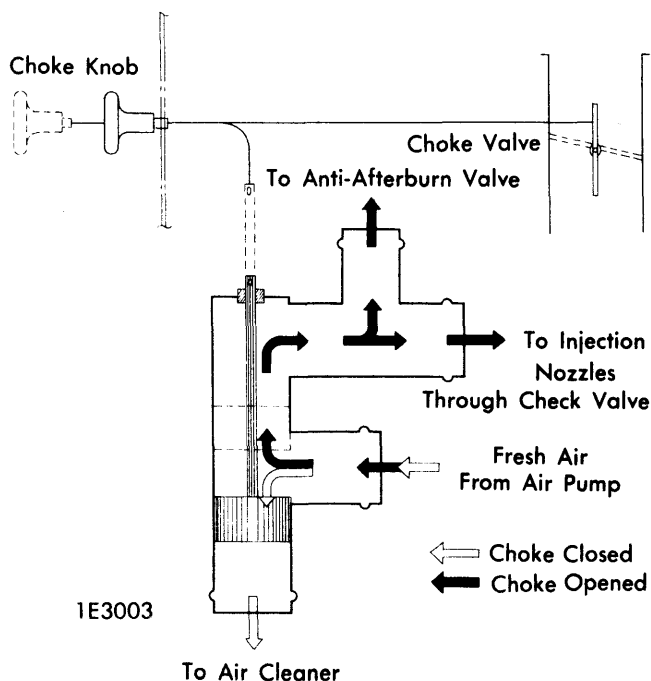 Choke Knob
Choke Valve
To Anti-Afterburn Valve
To Injection
Nozzles
Through Check Valve
Fresh Air
From Air Pump
Choke Closed
Choke Opened
1E3003
To Air Cleaner